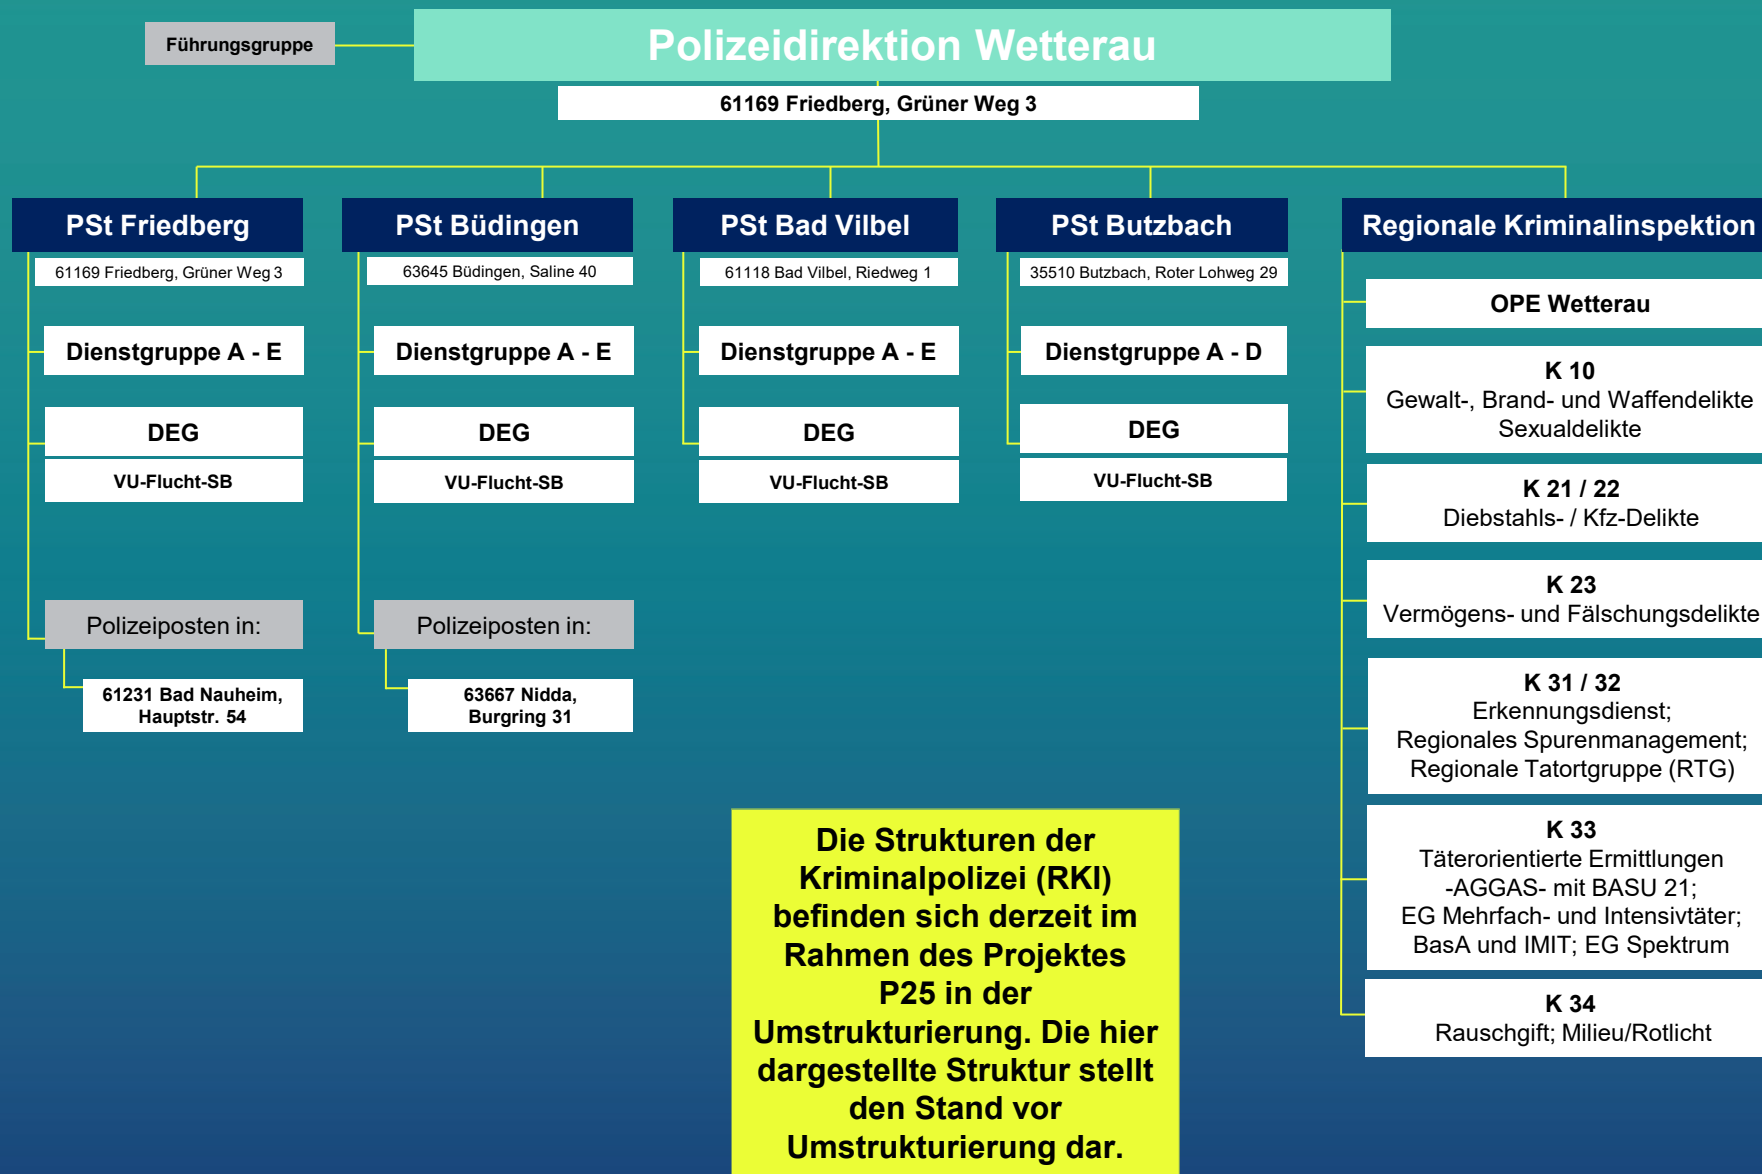 Führungsgruppe
Polizeidirektion Wetterau
61169 Friedberg, Grüner Weg 3
PSt Friedberg
61169 Friedberg, Grüner Weg 3
Dienstgruppe A - E
DEG
VU-Flucht-SB
Polizeiposten in:
61231 Bad Nauheim,
Hauptstr. 54
PSt Büdingen
63645 Büdingen, Saline 40
Dienstgruppe A - E
DEG
VU-Flucht-SB
Polizeiposten in:
63667 Nidda,
Burgring 31
PSt Bad Vilbel
61118 Bad Vilbel, Riedweg 1
Dienstgruppe A - E
DEG
VU-Flucht-SB
PSt Butzbach
35510 Butzbach, Roter Lohweg 29
Dienstgruppe A - D
DEG
VU-Flucht-SB
Regionale Kriminalinspektion
OPE Wetterau
K 10
Gewalt-, Brand- und Waffendelikte
Sexualdelikte
K 21 / 22
Diebstahls- / Kfz-Delikte
K 23
Vermögens- und Fälschungsdelikte
K 31 / 32
Erkennungsdienst;
Regionales Spurenmanagement;
Regionale Tatortgruppe (RTG)
K 33
Täterorientierte Ermittlungen
-AGGAS- mit BASU 21;
EG Mehrfach- und Intensivtäter;
BasA und IMIT; EG Spektrum
K 34
Rauschgift; Milieu/Rotlicht
Die Strukturen der
Kriminalpolizei (RKI)
befinden sich derzeit im
Rahmen des Projektes
P25 in der
Umstrukturierung. Die hier
dargestellte Struktur stellt
den Stand vor
Umstrukturierung dar.